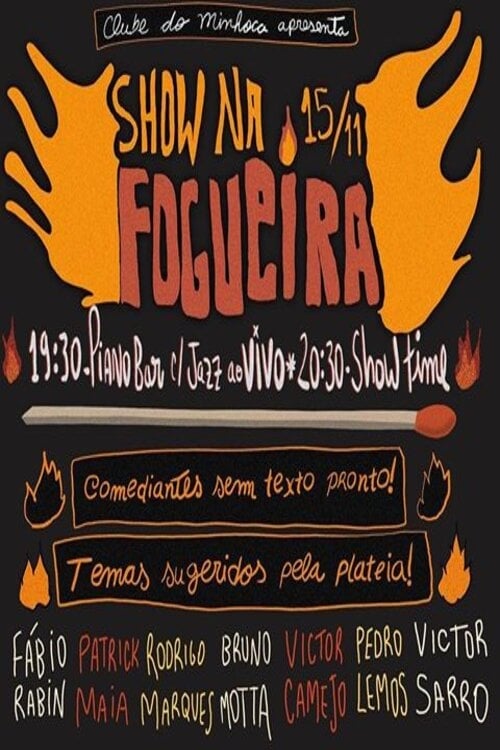 Clube do Minhoca apresenta
SHOW NA 15/11
FOGUEIRA
19:30 - PIANO Bar c/ Jazz ao VIVO * 20:30 - Show time
Comediantes sem texto pronto!
Temas sugeridos pela plateia!
FÁBIO PATRICK RODRIGO BRUNO VICTOR PEDRO VICTOR
RABIN MAIA MARQUES MOTTA CAMEJO LEMOS SARRO